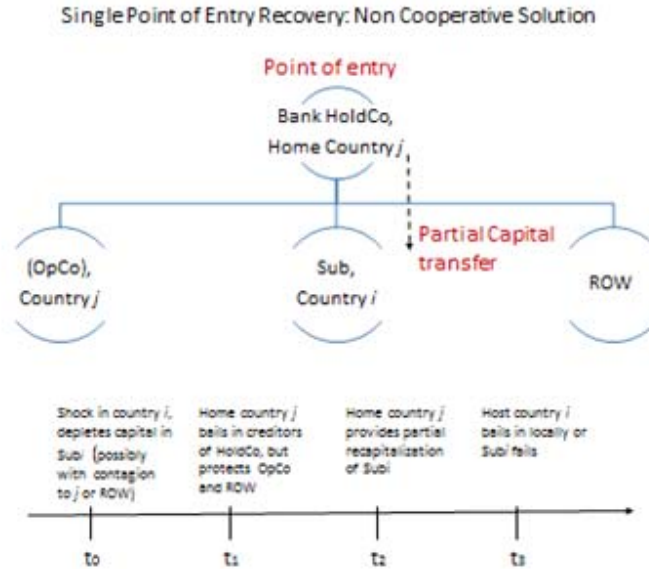 Single Point of Entry Recovery: Non Cooperative Solution
Point of entry
Bank HoldCo,
Home Country j
Partial Capital
transfer
(OpCo),
Country j
Sub,
Country i
ROW
Shock in country i,
depletes capital in
Subi (possibly
with contagion
to j or ROW)
Home country j
bails in creditors
of HoldCo, but
protects OpCo
and ROW
Home country j
provides partial
recapitalization
of Subi
Host country i
bails in locally or
Subi fails
t0
t1
t2
t3